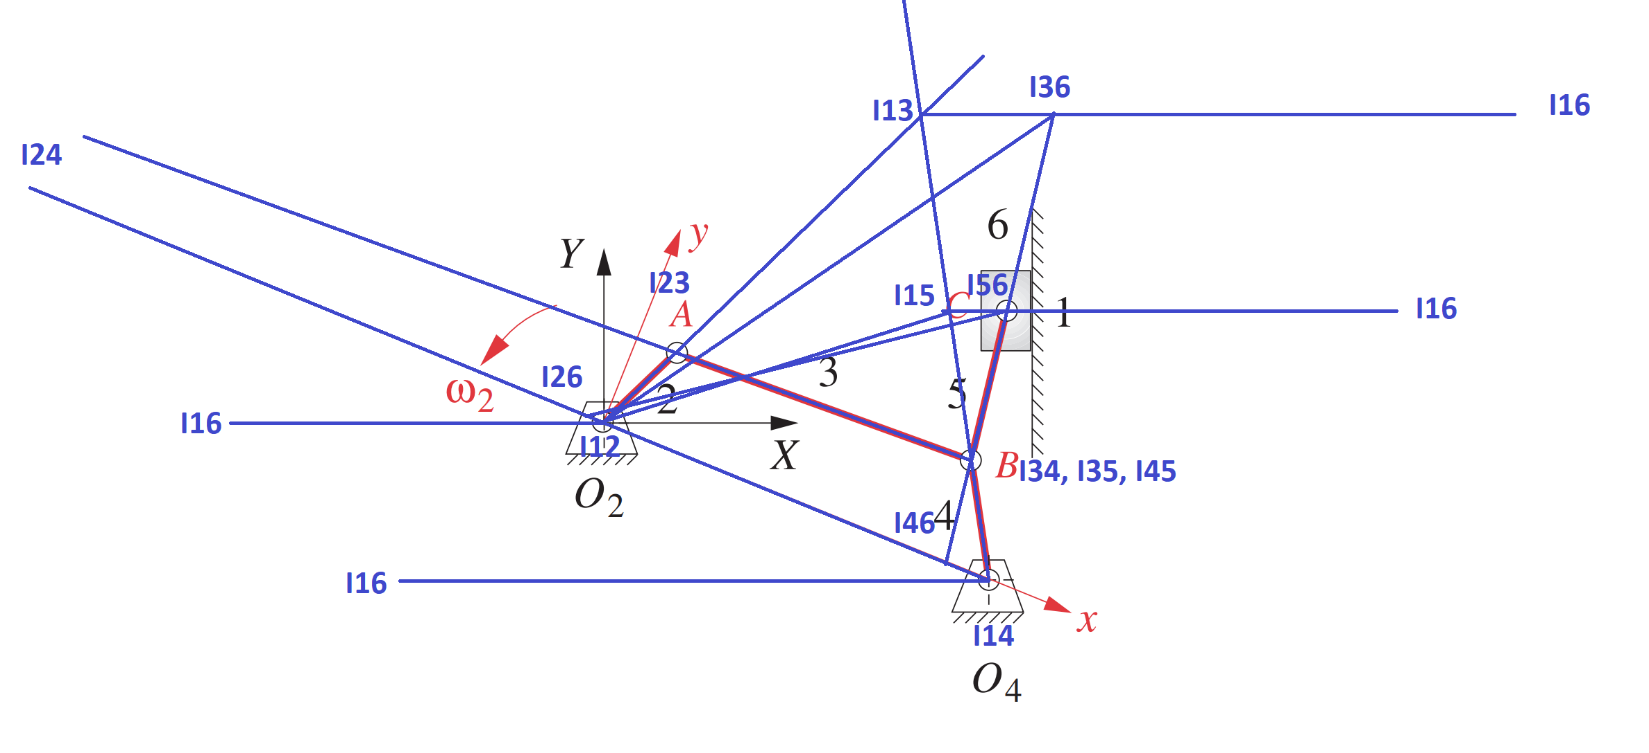 I36
I13
I16
I24
6
Y
y
I23
I15
C
I56
1
I16
A
I26
3
ω2
2
5
I16
I12
X
B
I34, I35, I45
O2
I46
4
I16
x
I14
O4